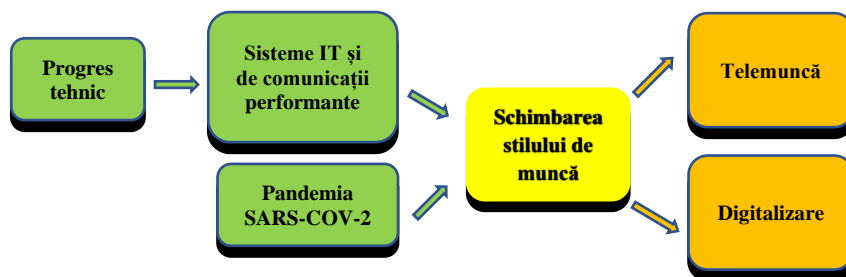 Progres
tehnic
Sisteme IT și
de comunicații
performante
Pandemia
SARS-COV-2
Schimbarea
stilului de
muncă
Telemuncă
Digitalizare